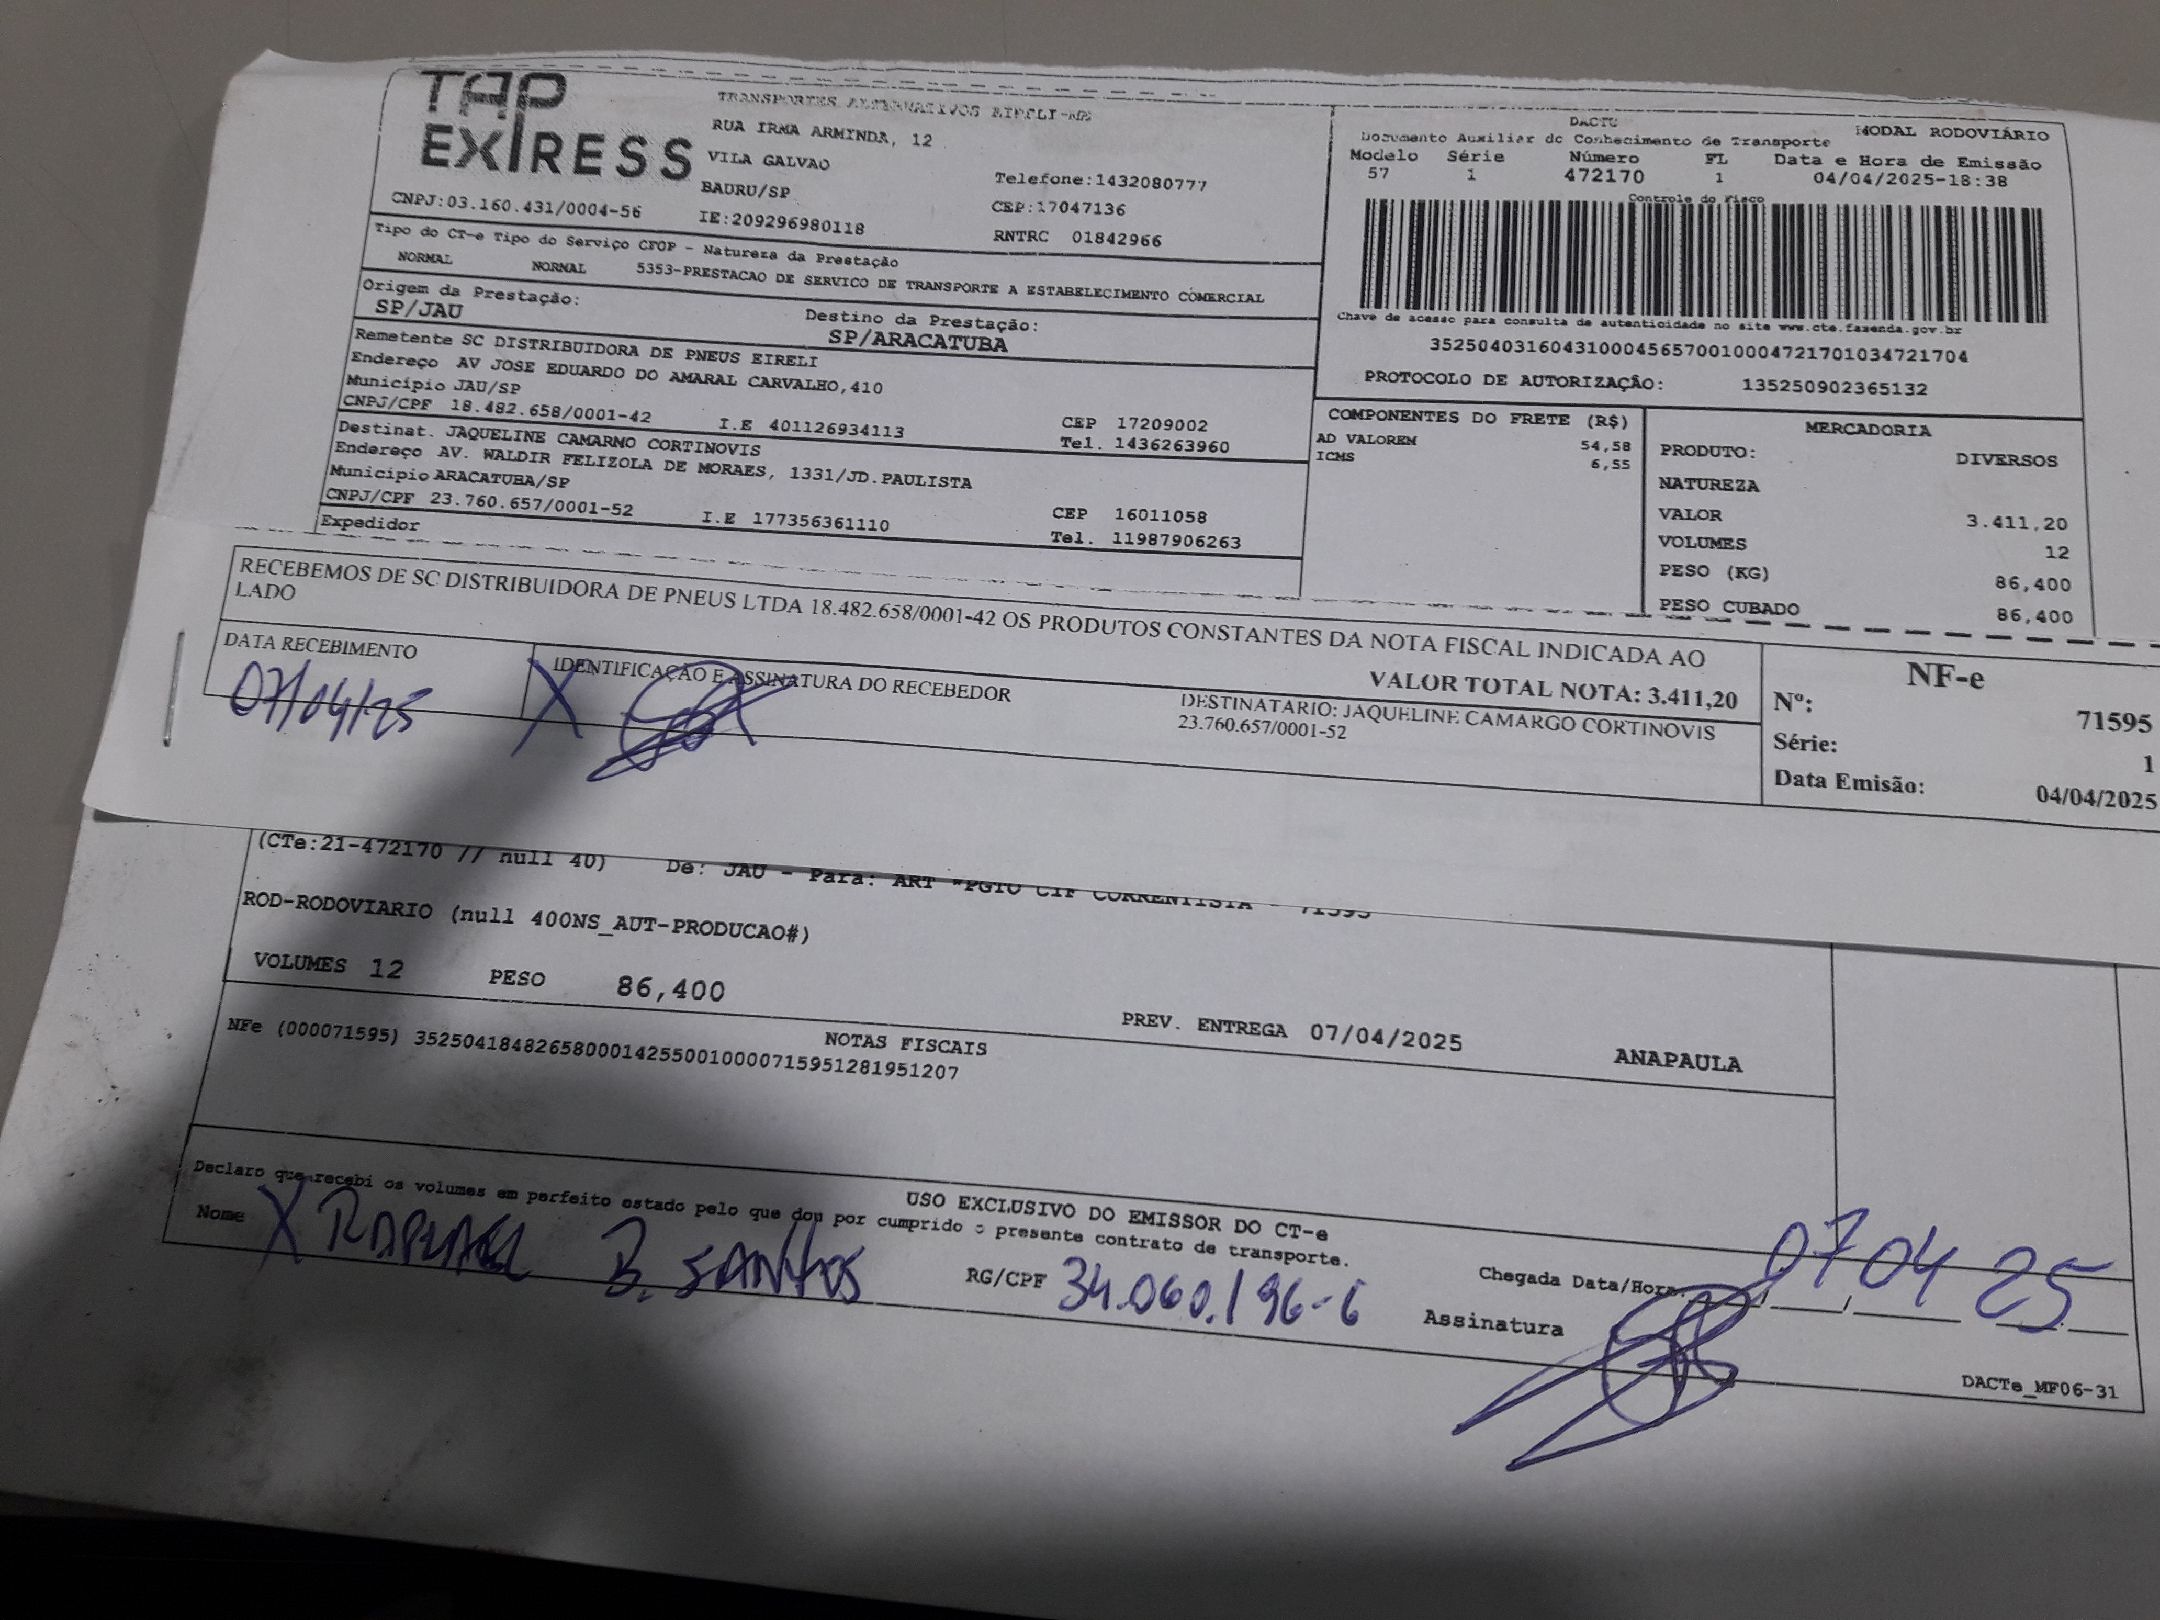 TAP
EXPRESS
TRANSPORTES ALTERNATIVOS EIRELI-ME
RUA IRMA ARMINDA, 12
VILA GALVAO
BAURU/SP
Telefone:1432080777
CEP:17047136
CNPJ:03.160.431/0004-56
IE:209296980118
RNTRC 01842966
DACTE
Documento Auxiliar do Conhecimento de Transporte
MODAL RODOVIÁRIO
Modelo Série Número FL Data e Hora de Emissão
57 1 472170 1 04/04/2025-18:38
Controle do Fisco
Chave de acesso para consulta de autenticidade no site www.cte.fazenda.gov.br
35250403160431000456570010004721701034721704
PROTOCOLO DE AUTORIZAÇÃO: 135250902365132
Tipo do CT-e Tipo do Serviço CFOP - Natureza da Prestação
NORMAL NORMAL 5353-PRESTACAO DE SERVICO DE TRANSPORTE A ESTABELECIMENTO COMERCIAL
Origem da Prestação:
SP/JAU
Destino da Prestação:
SP/ARACATUBA
Remetente SC DISTRIBUIDORA DE PNEUS EIRELI
Endereço AV JOSE EDUARDO DO AMARAL CARVALHO,410
Município JAU/SP
CEP 17209002
CNPJ/CPF 18.482.658/0001-42 I.E 401126934113 Tel. 1436263960
Destinat. JAQUELINE CAMARNO CORTINOVIS
Endereço AV. WALDIR FELIZOLA DE MORAES, 1331/JD.PAULISTA
Município ARACATUBA/SP
CEP 16011058
CNPJ/CPF 23.760.657/0001-52 I.E 177356361110 Tel. 11987906263
Expedidor
COMPONENTES DO FRETE (R$)
AD VALOREM 54,58
ICMS 6,55
MERCADORIA
PRODUTO: DIVERSOS
NATUREZA
VALOR 3.411,20
VOLUMES 12
PESO (KG) 86,400
PESO CUBADO 86,400
RECEBEMOS DE SC DISTRIBUIDORA DE PNEUS LTDA 18.482.658/0001-42 OS PRODUTOS CONSTANTES DA NOTA FISCAL INDICADA AO
LADO
VALOR TOTAL NOTA: 3.411,20
DATA RECEBIMENTO
07/04/25
IDENTIFICAÇÃO E ASSINATURA DO RECEBEDOR
X
DESTINATARIO: JAQUELINE CAMARGO CORTINOVIS
23.760.657/0001-52
NF-e
Nº: 71595
Série: 1
Data Emissão: 04/04/2025
(CTe:21-472170 // null 40) De: JAU - Para: ART *PGTO CIF CORRENTISTA - 71595
ROD-RODOVIARIO (null 400NS_AUT-PRODUCAO#)
VOLUMES 12 PESO 86,400
PREV. ENTREGA 07/04/2025 ANAPAULA
NOTAS FISCAIS
NFe (000071595) 35250418482658000142550010000715951281951207
USO EXCLUSIVO DO EMISSOR DO CT-e
Declaro que recebi os volumes em perfeito estado pelo que dou por cumprido o presente contrato de transporte.
Nome X RAPHAEL B. SANTOS
RG/CPF 34.060.196-6
Chegada Data/Hora 07 04 25
Assinatura
DACTe_MF06-31